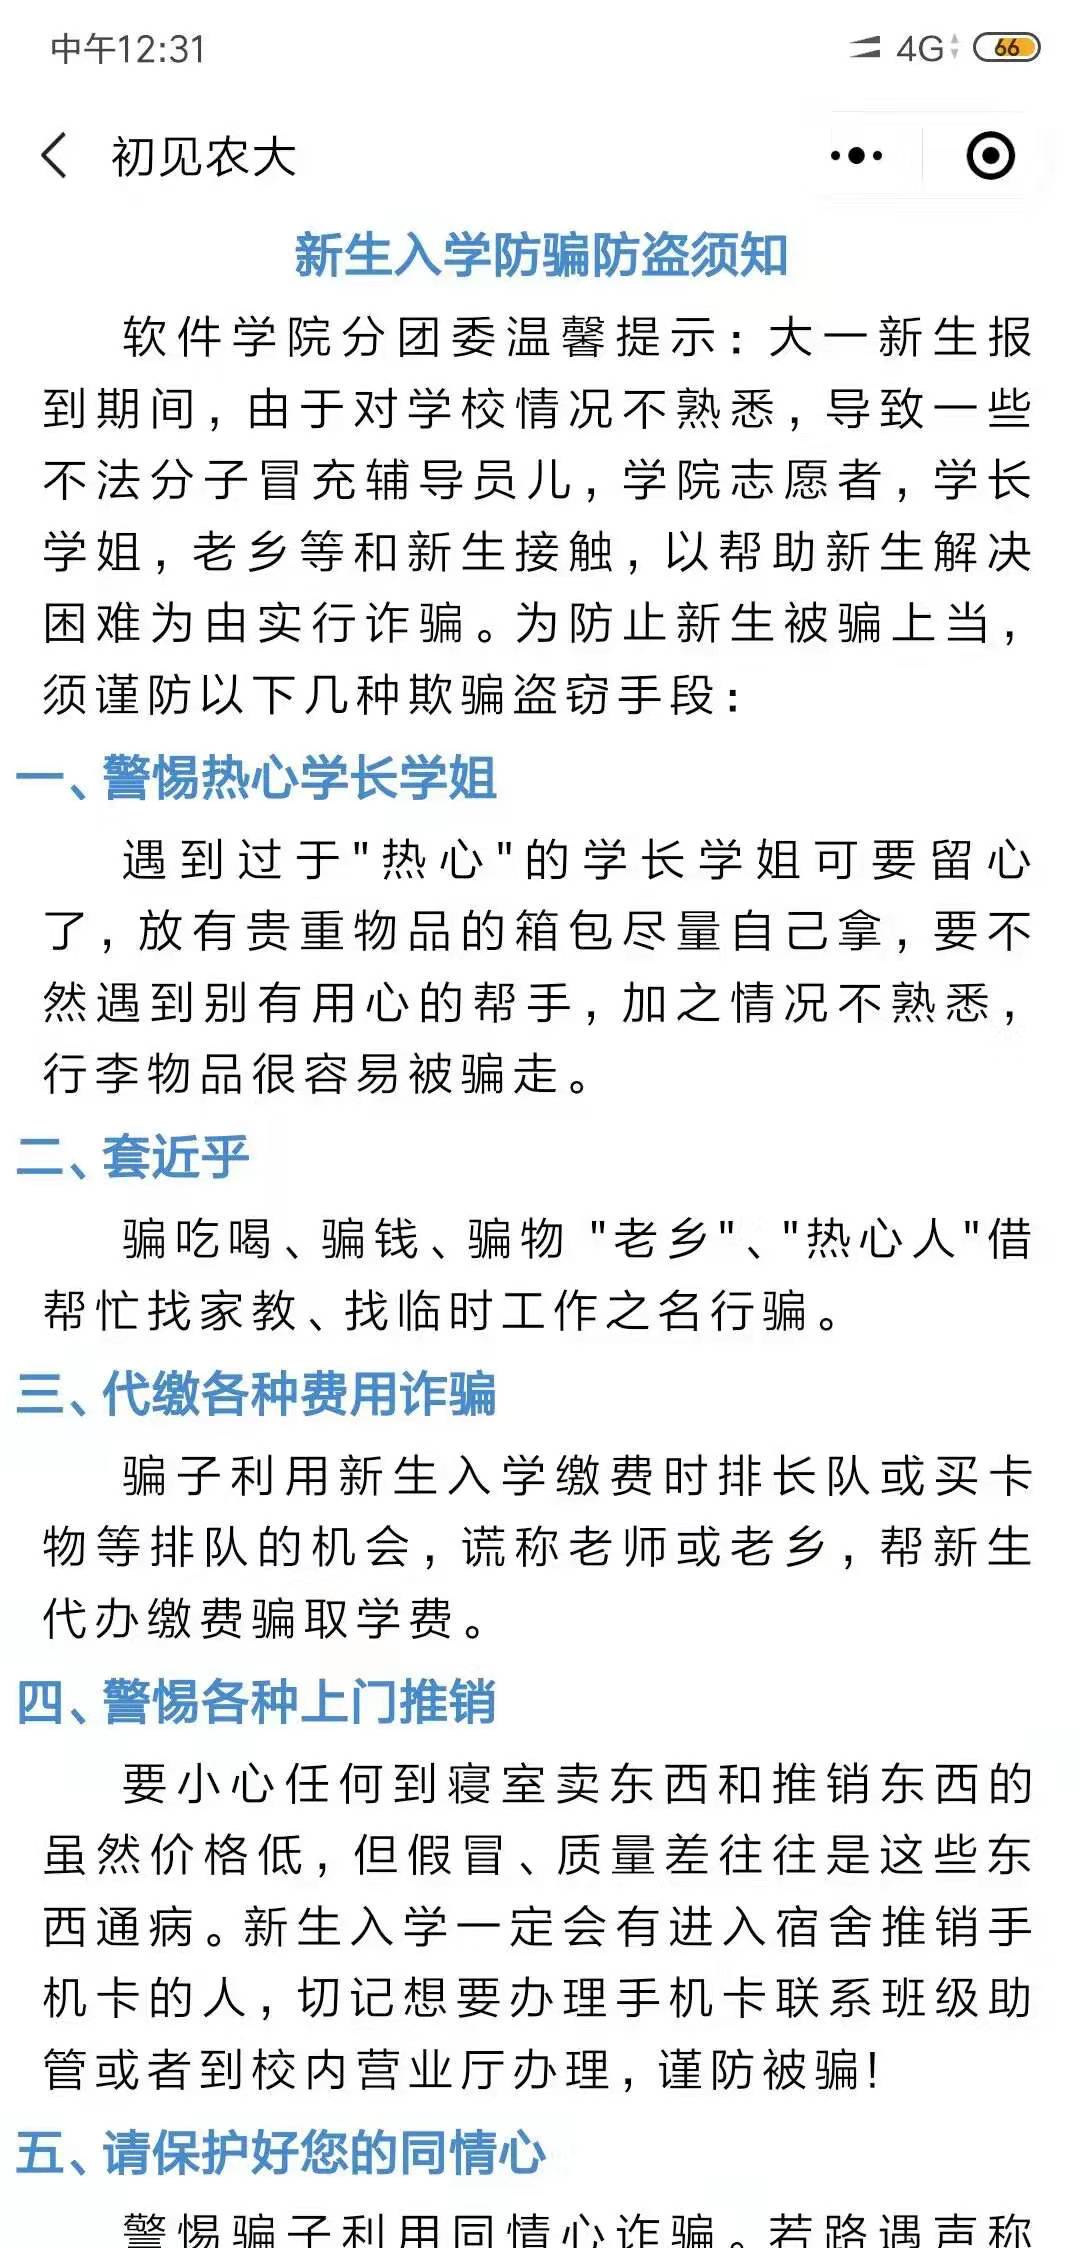 中午12:31
4G
66
初见农大
新生入学防骗防盗须知
软件学院分团委温馨提示：大一新生报
到期间，由于对学校情况不熟悉，导致一些
不法分子冒充辅导员儿，学院志愿者，学长
学姐，老乡等和新生接触，以帮助新生解决
困难为由实行诈骗。为防止新生被骗上当，
须谨防以下几种欺骗盗窃手段：
一、警惕热心学长学姐
遇到过于"热心"的学长学姐可要留心
了，放有贵重物品的箱包尽量自己拿，要不
然遇到别有用心的帮手，加之情况不熟悉，
行李物品很容易被骗走。
二、套近乎
骗吃喝、骗钱、骗物 "老乡"、"热心人"借
帮忙找家教、找临时工作之名行骗。
三、代缴各种费用诈骗
骗子利用新生入学缴费时排长队或买卡
物等排队的机会，谎称老师或老乡，帮新生
代办缴费骗取学费。
四、警惕各种上门推销
要小心任何到寝室卖东西和推销东西的
虽然价格低，但假冒、质量差往往是这些东
西通病。新生入学一定会有进入宿舍推销手
机卡的人，切记想要办理手机卡联系班级助
管或者到校内营业厅办理，谨防被骗！
五、请保护好您的同情心
警惕骗子利用同情心诈骗。若路遇声称